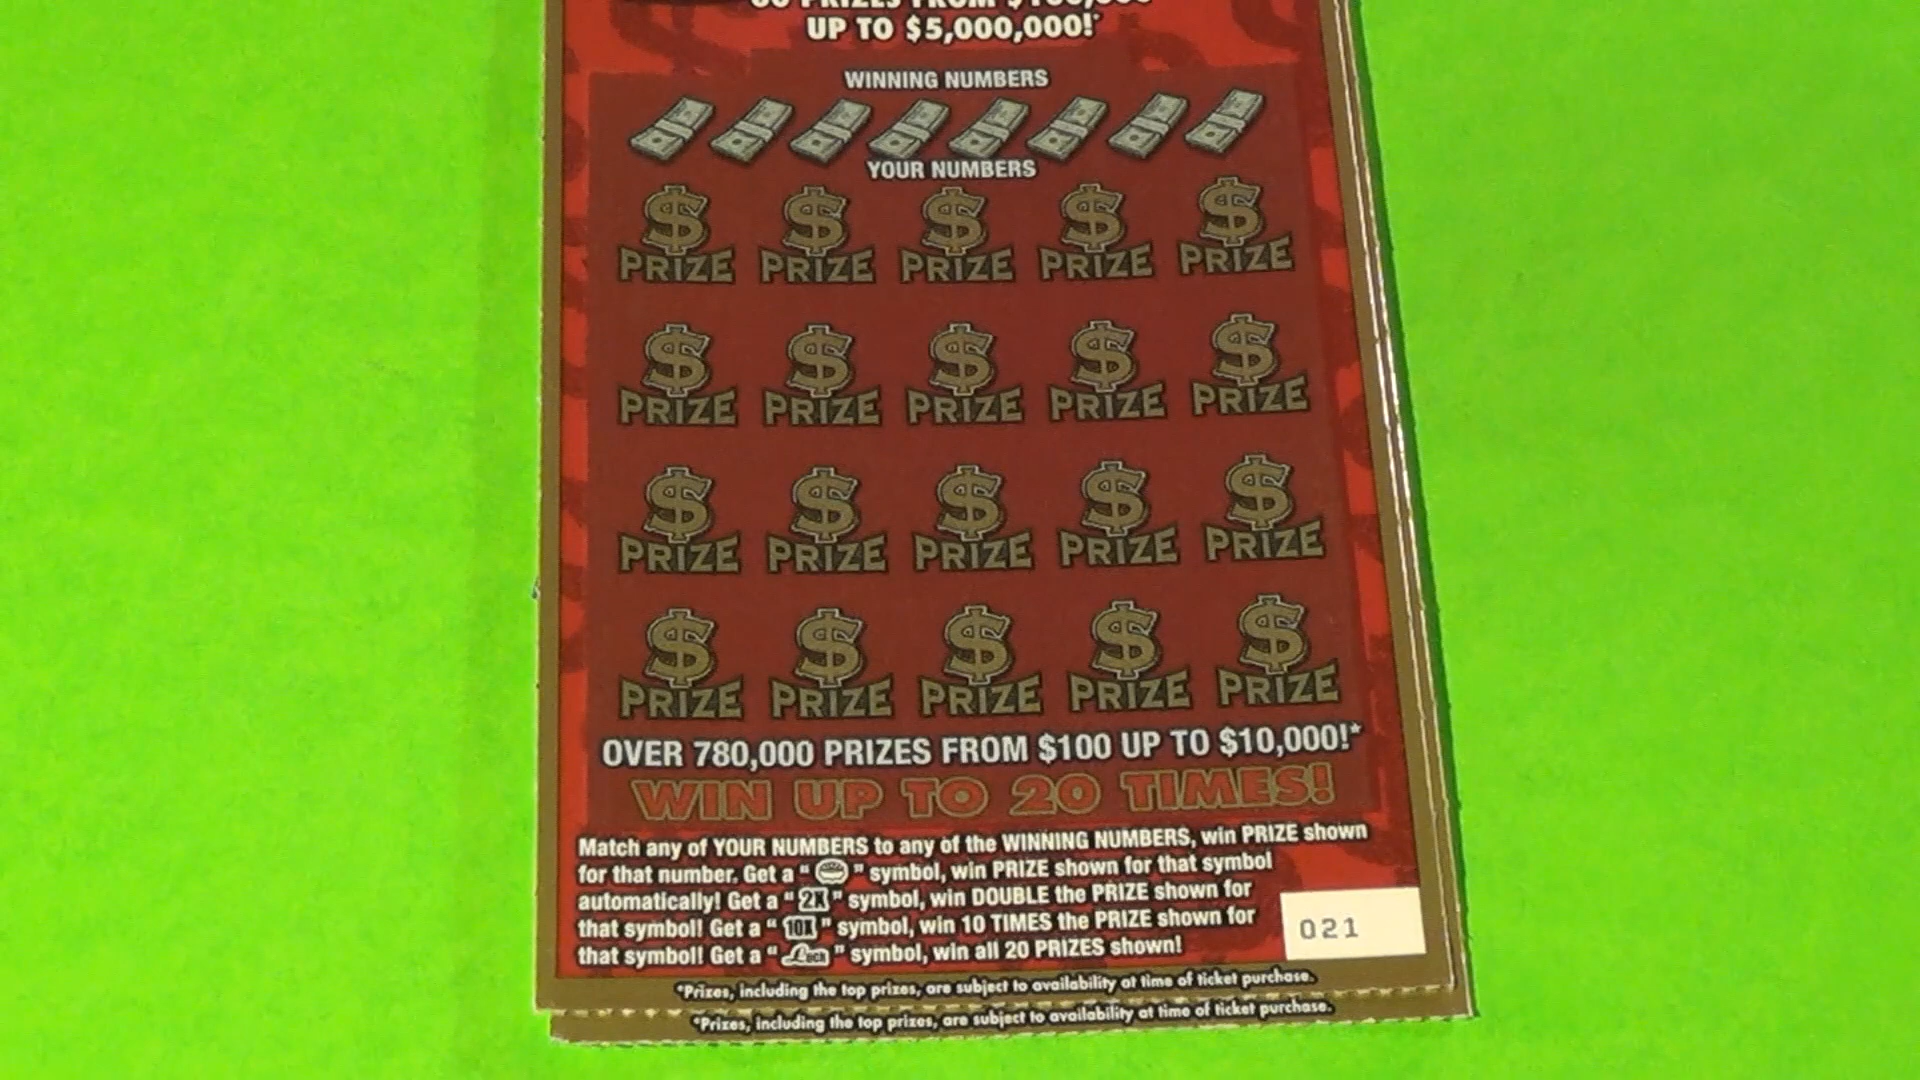 UP TO $5,000,000!*
WINNING NUMBERS
YOUR NUMBERS
$ $ $ $ $
PRIZE PRIZE PRIZE PRIZE PRIZE
$ $ $ $ $
PRIZE PRIZE PRIZE PRIZE PRIZE
$ $ $ $ $
PRIZE PRIZE PRIZE PRIZE PRIZE
$ $ $ $ $
PRIZE PRIZE PRIZE PRIZE PRIZE
OVER 780,000 PRIZES FROM $100 UP TO $10,000!*
WIN UP TO 20 TIMES!
Match any of YOUR NUMBERS to any of the WINNING NUMBERS, win PRIZE shown
for that number. Get a " " symbol, win PRIZE shown for that symbol
automatically! Get a "2X" symbol, win DOUBLE the PRIZE shown for
that symbol! Get a "10X" symbol, win 10 TIMES the PRIZE shown for
that symbol! Get a " " symbol, win all 20 PRIZES shown!
021
*Prizes, including the top prizes, are subject to availability at time of ticket purchase.
*Prizes, including the top prizes, are subject to availability at time of ticket purchase.